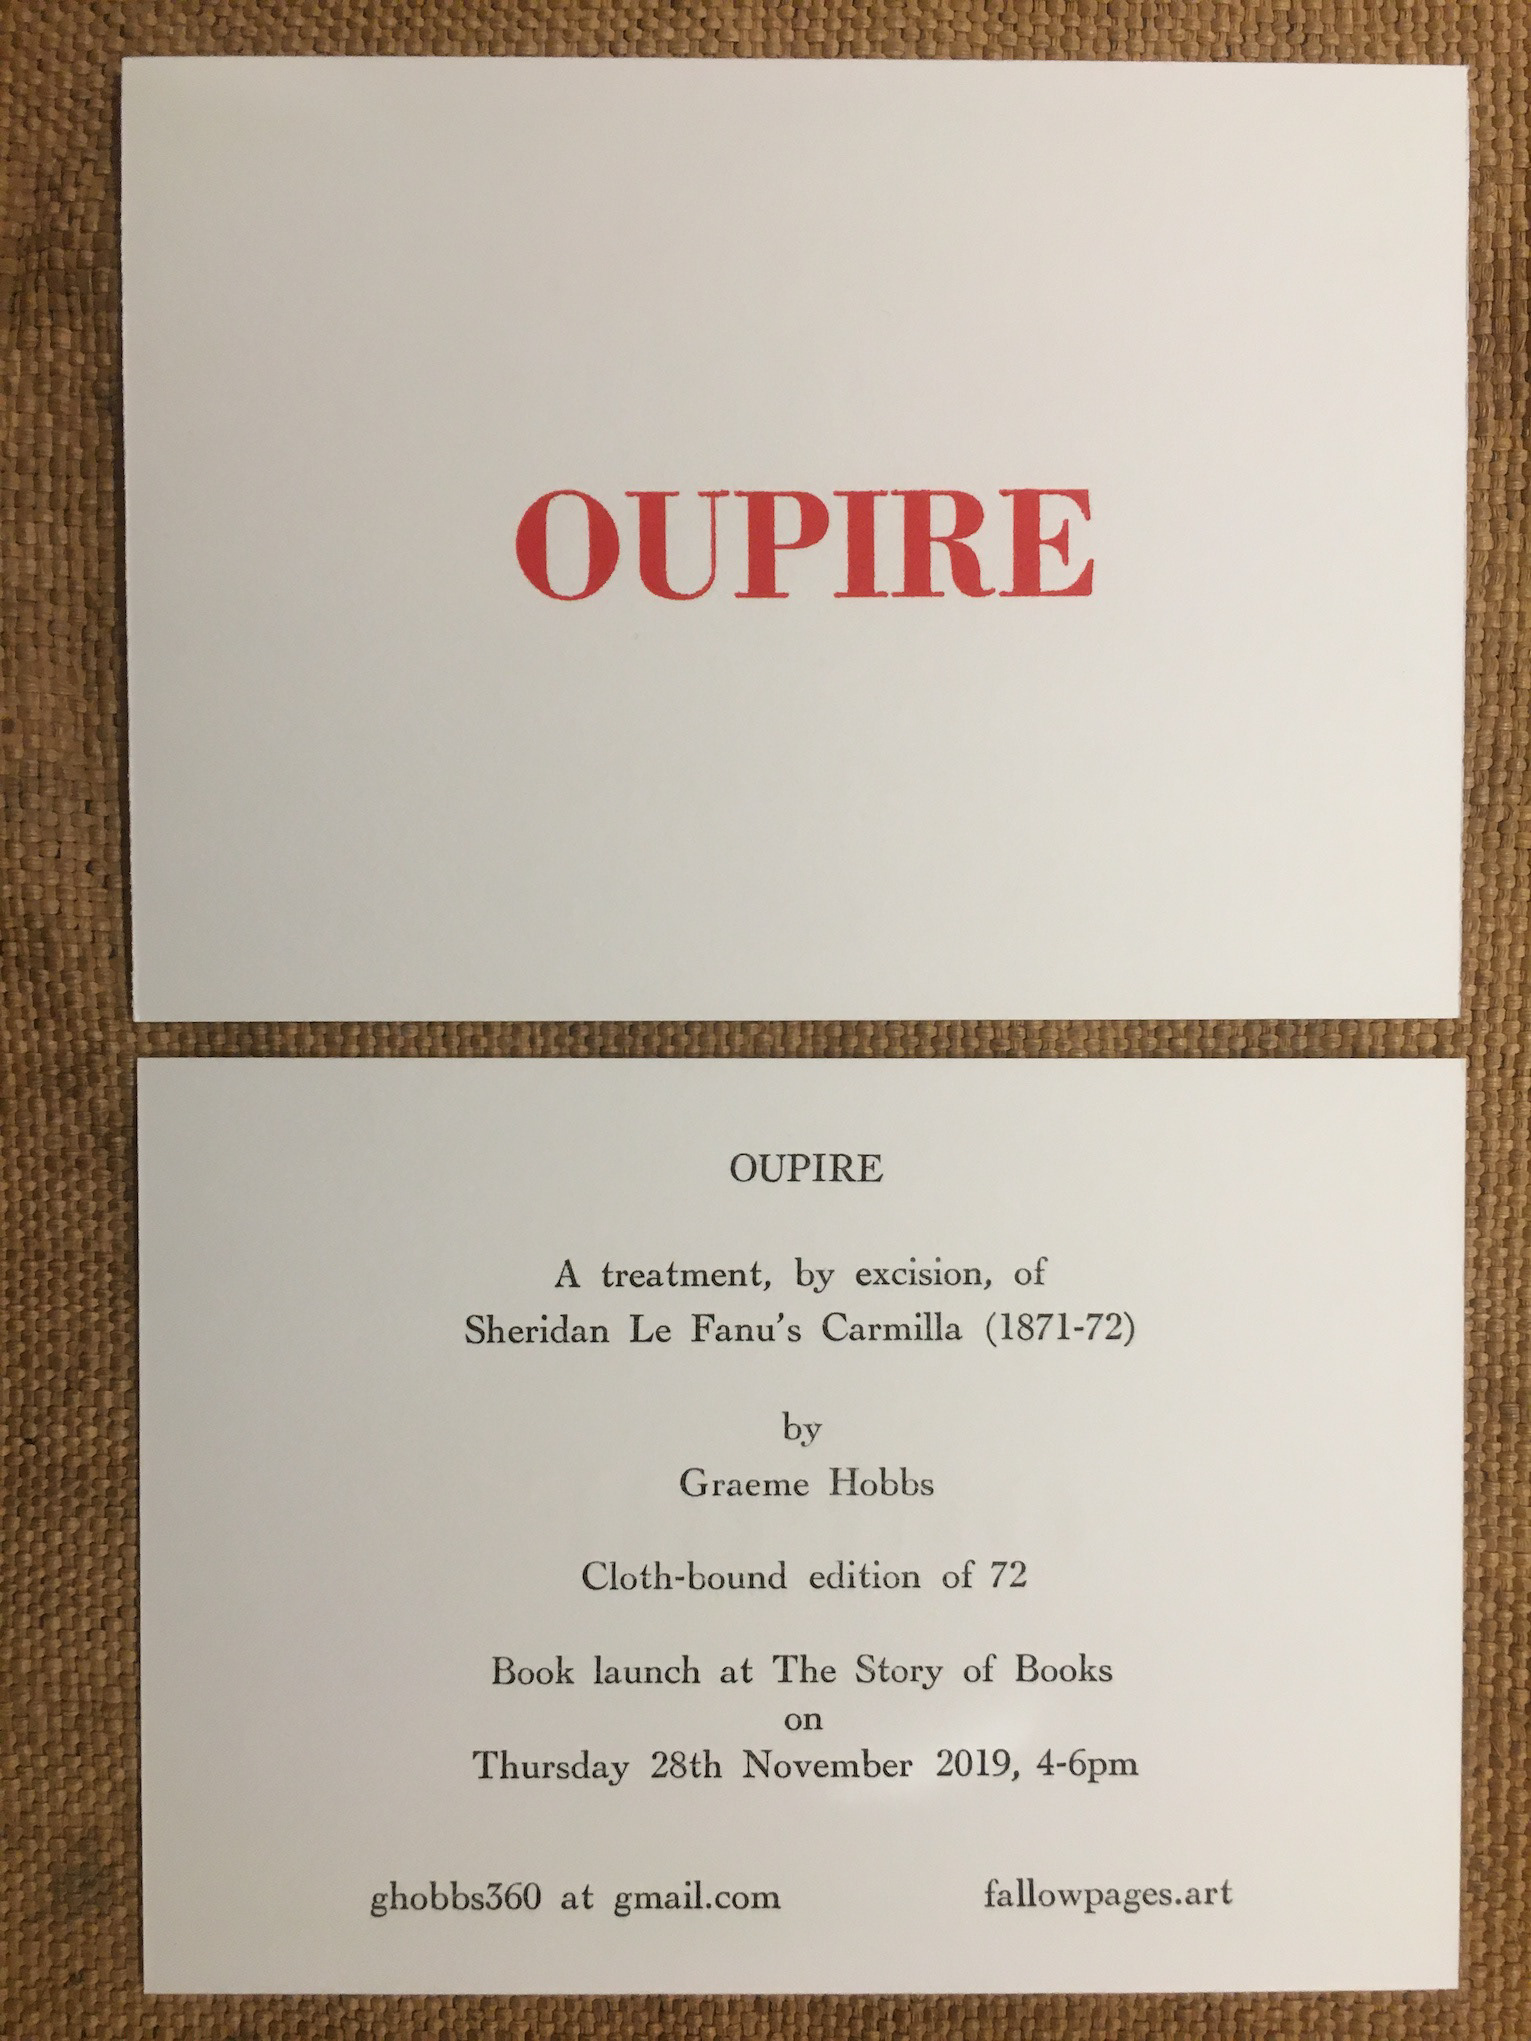 OUPIRE
OUPIRE
A treatment, by excision, of
Sheridan Le Fanu's Carmilla (1871-72)
by
Graeme Hobbs
Cloth-bound edition of 72
Book launch at The Story of Books
on
Thursday 28th November 2019, 4-6pm
ghobbs360 at gmail.com fallowpages.art